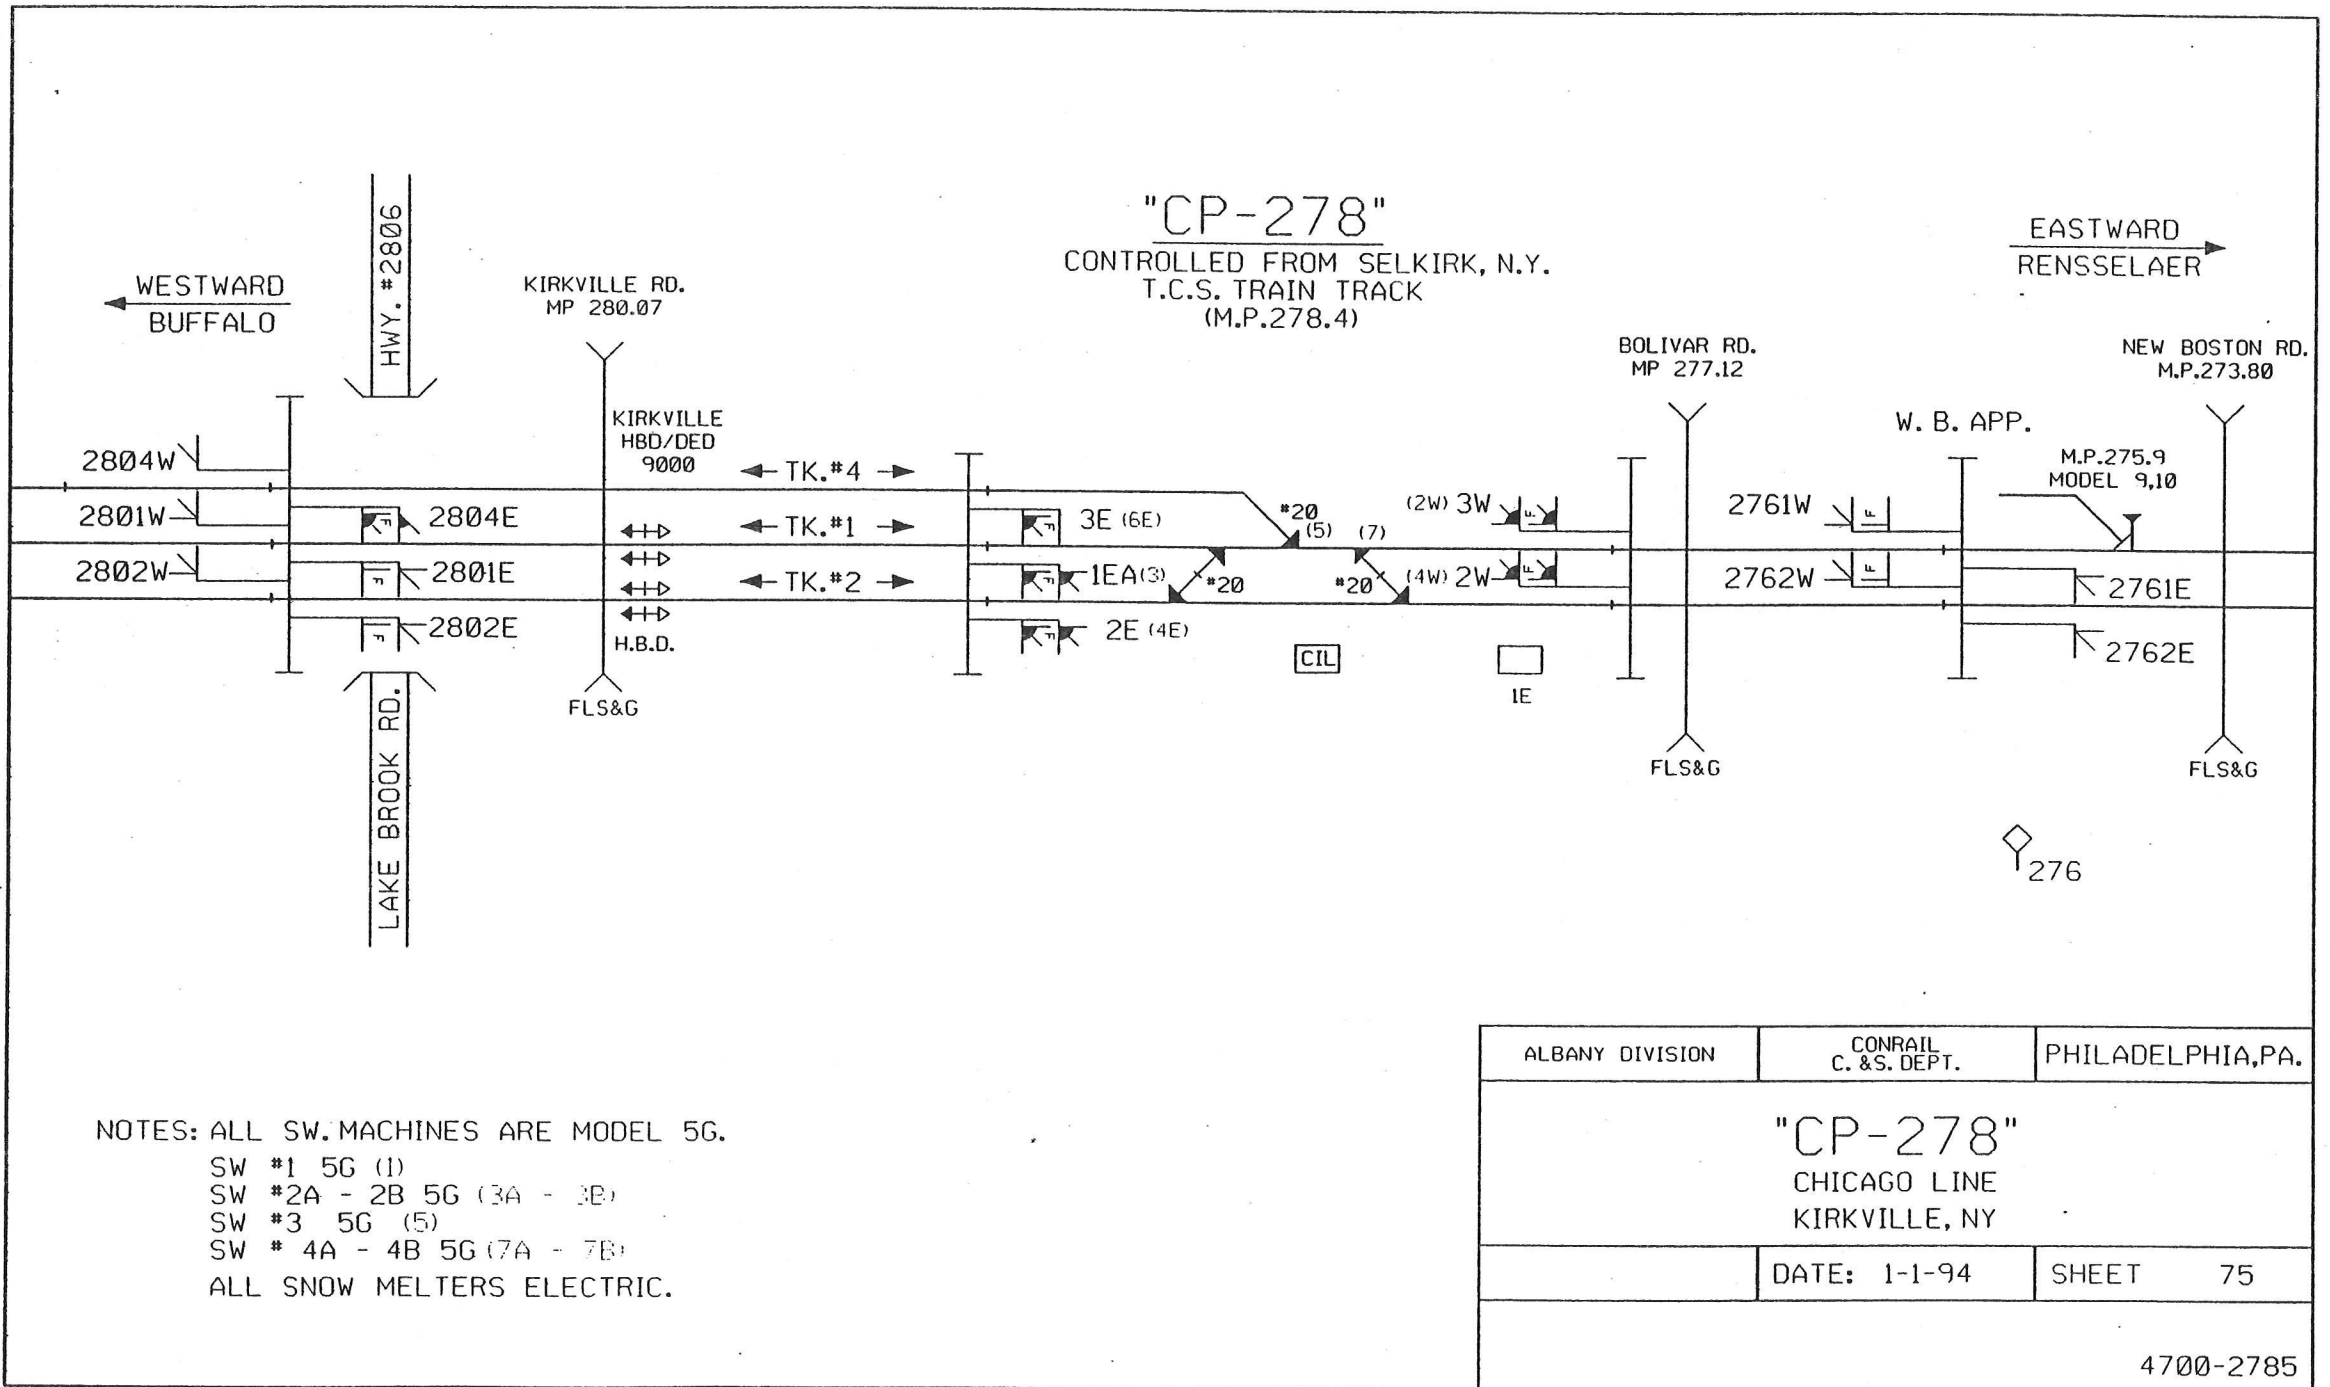 "CP-278"
CONTROLLED FROM SELKIRK, N.Y.
T.C.S. TRAIN TRACK
(M.P.278.4)
EASTWARD
RENSSELAER
WESTWARD
BUFFALO
HWY. #2806
KIRKVILLE RD.
MP 280.07
BOLIVAR RD.
MP 277.12
NEW BOSTON RD.
M.P.273.80
KIRKVILLE
HBD/DED
9000
W. B. APP.
M.P.275.9
MODEL 9,10
2804W
TK.#4
2801W
F
2804E
TK.#1
F
3E (6E)
#20
(5)
(7)
(2W) 3W
F
2761W
F
2802W
F
2801E
TK.#2
F
1EA(3)
#20
#20
(4W) 2W
F
2762W
F
2761E
F
2802E
H.B.D.
F
2E (4E)
CIL
1E
2762E
LAKE BROOK RD.
FLS&G
FLS&G
FLS&G
276
NOTES: ALL SW. MACHINES ARE MODEL 5G.
SW #1 5G (1)
SW #2A - 2B 5G (3A - 3B)
SW #3 5G (5)
SW # 4A - 4B 5G (7A - 7B)
ALL SNOW MELTERS ELECTRIC.
ALBANY DIVISION
CONRAIL
C. &S. DEPT.
PHILADELPHIA,PA.
"CP-278"
CHICAGO LINE
KIRKVILLE, NY
DATE: 1-1-94
SHEET 75
4700-2785